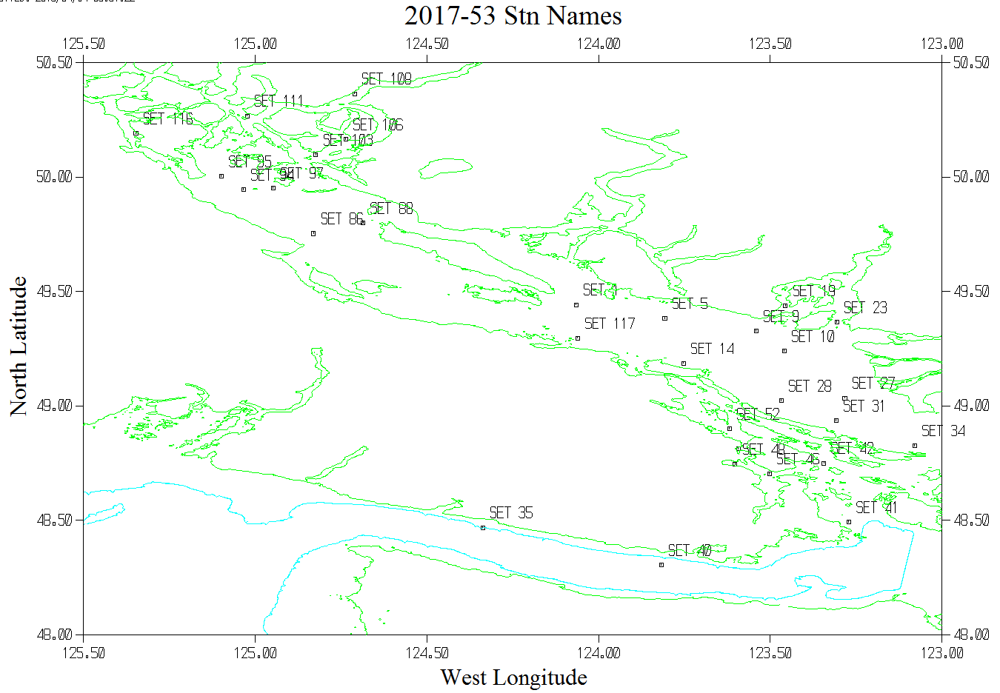 2017-53 Stn Names
125.50 125.00 124.50 124.00 123.50 123.00
50.50 50.50
SET 108
SET 111
SET 116
SET 106
SET 103
SET 95
SET 94 SET 97
50.00 50.00
SET 88
SET 86
49.50 49.50
SET 1
SET 19
SET 5
SET 23
SET 9
SET 117
SET 10
SET 14
SET 28
SET 27
49.00 49.00
SET 31
SET 52
SET 34
SET 42
SET 46
SET 41
48.50 48.50
SET 35
SET 40
48.00 48.00
125.50 125.00 124.50 124.00 123.50 123.00
North Latitude
West Longitude